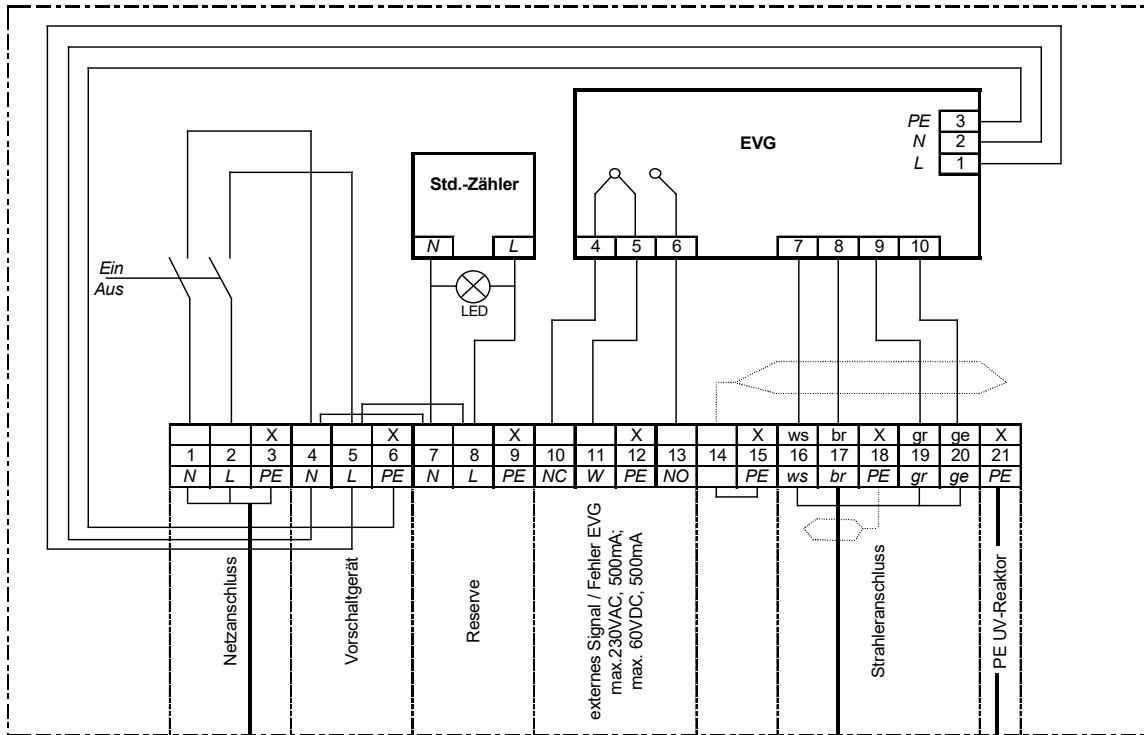 PE 3
N 2
L 1
EVG
Std.-Zähler
N L
4 5 6 7 8 9 10
Ein
Aus
LED
X X X X X ws br X gr ge X
1 2 3 4 5 6 7 8 9 10 11 12 13 14 15 16 17 18 19 20 21
N L PE N L PE N L PE NC W PE NO PE ws br PE gr ge PE
Netzanschluss
Vorschaltgerät
Reserve
externes Signal / Fehler EVG
max.230VAC, 500mA;
max. 60VDC, 500mA
Strahleranschluss
PE UV-Reaktor